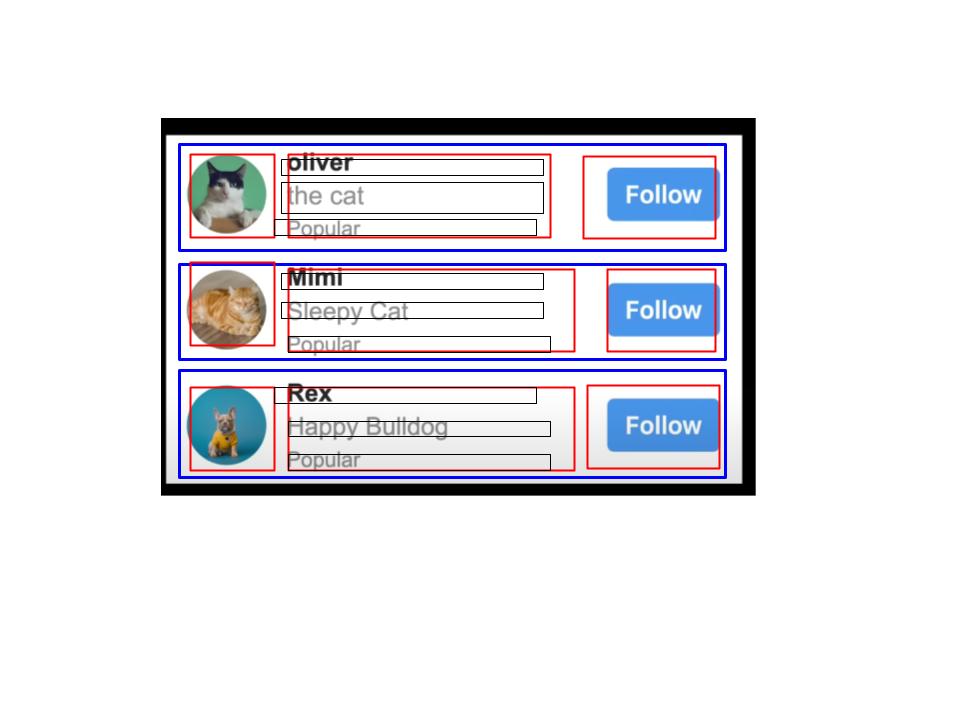 oliver
the cat
Popular
Follow
Mimi
Sleepy Cat
Popular
Follow
Rex
Happy Bulldog
Popular
Follow